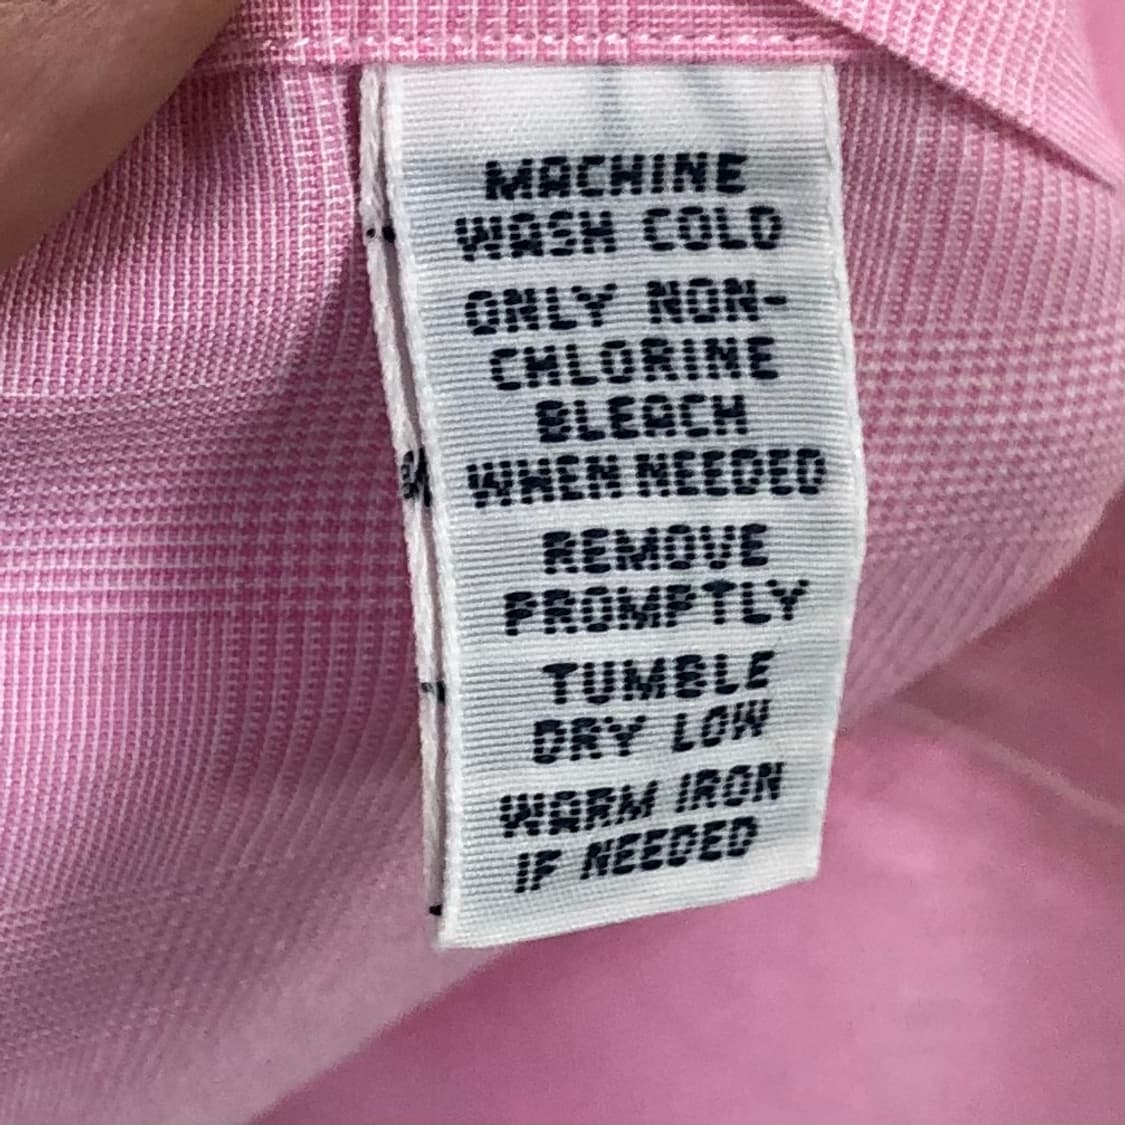 MACHINE
WASH COLD
ONLY NON-
CHLORINE
BLEACH
WHEN NEEDED
REMOVE
PROMPTLY
TUMBLE
DRY LOW
WARM IRON
IF NEEDED